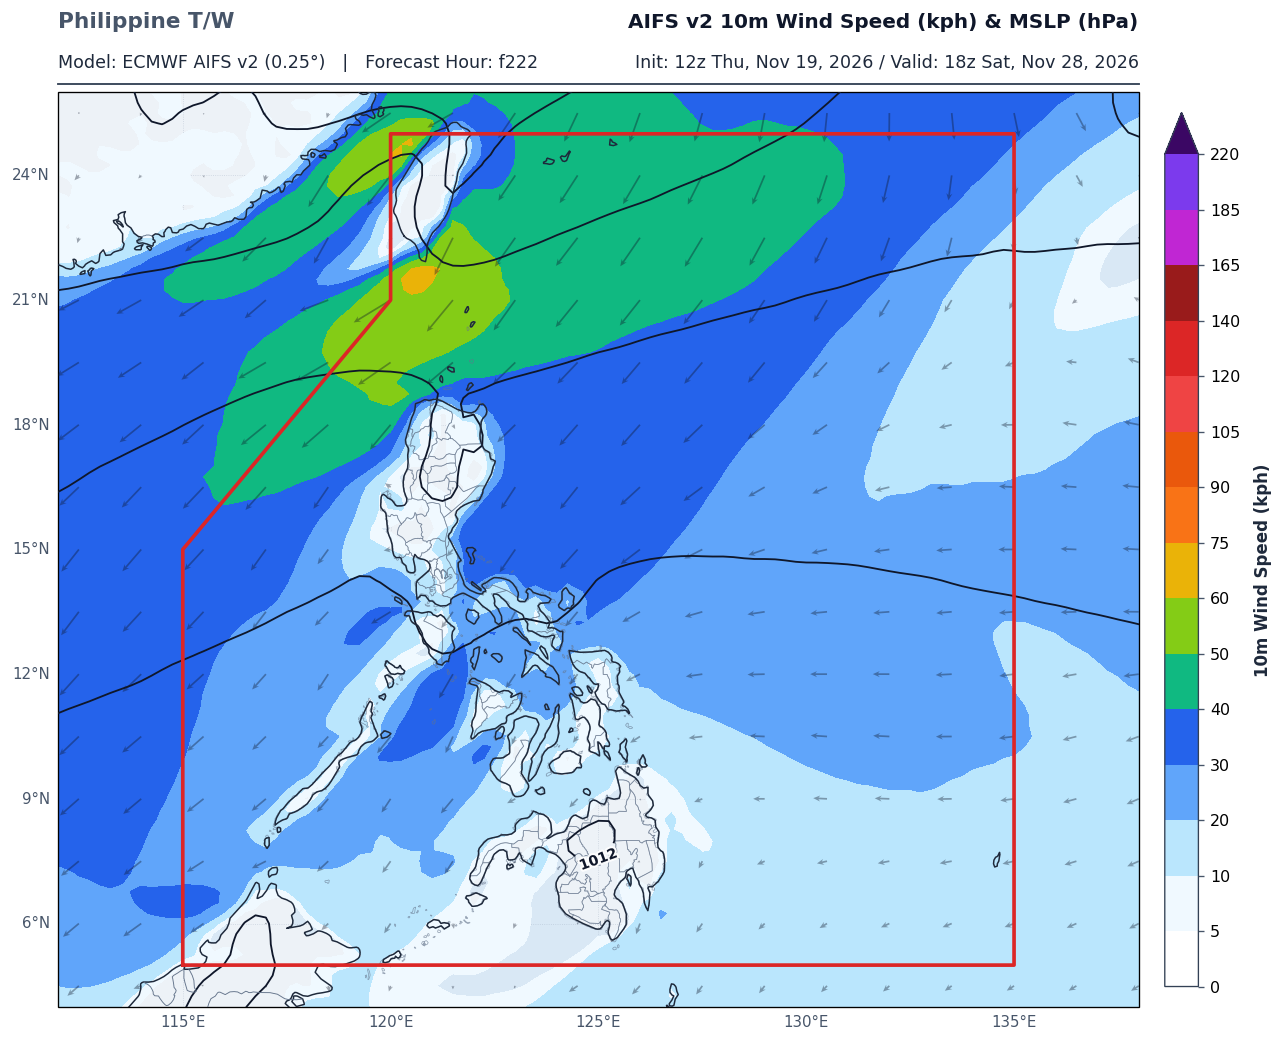 Philippine T/W
AIFS v2 10m Wind Speed (kph) & MSLP (hPa)
Model: ECMWF AIFS v2 (0.25°)   |   Forecast Hour: f222
Init: 12z Thu, Nov 19, 2026 / Valid: 18z Sat, Nov 28, 2026
24°N
21°N
18°N
15°N
12°N
9°N
6°N
115°E
120°E
125°E
130°E
135°E
1012
220
185
165
140
120
105
90
75
60
50
40
30
20
10
5
0
10m Wind Speed (kph)